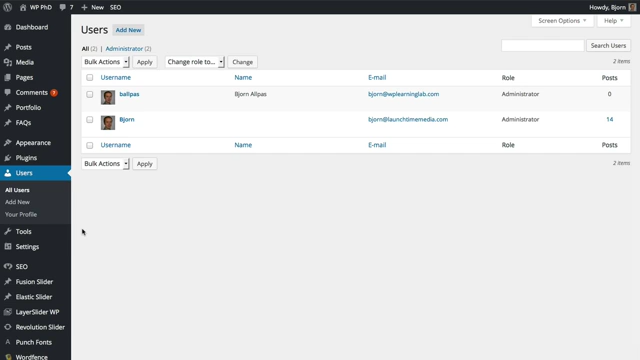 WP PhD 7 New SEO Howdy, Bjorn
Screen Options Help
Dashboard
Posts
Media
Pages
Comments 7
Portfolio
FAQs
Appearance
Plugins
Users
All Users
Add New
Your Profile
Tools
Settings
SEO
Fusion Slider
Elastic Slider
LayerSlider WP
Revolution Slider
Punch Fonts
Wordfence
Users Add New
All (2) | Administrator (2)
Search Users
Bulk Actions Apply Change role to... Change 2 items
Username Name E-mail Role Posts
ballpas Bjorn Allpas bjorn@wplearninglab.com Administrator 0
Bjorn bjorn@launchtimemedia.com Administrator 14
Username Name E-mail Role Posts
Bulk Actions Apply 2 items